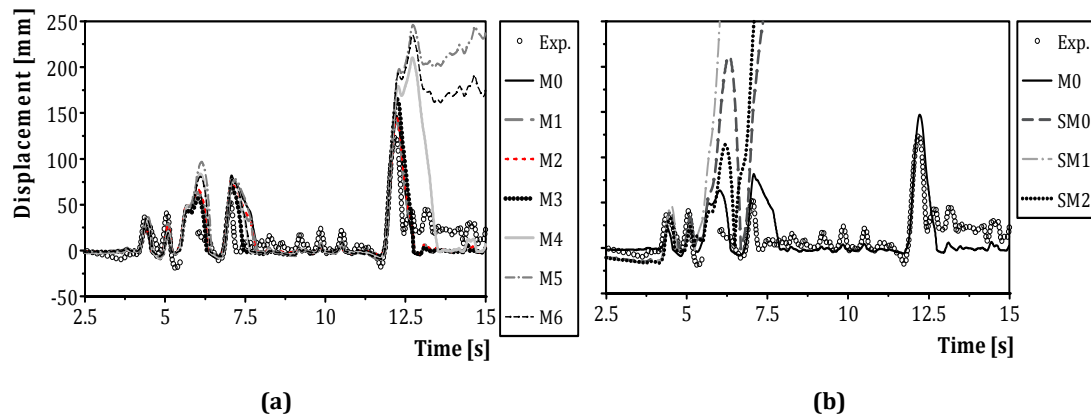 Displacement [mm]
250
200
150
100
50
0
-50
2.5
5
7.5
10
12.5
15
Time [s]
Exp.
M0
M1
M2
M3
M4
M5
M6
(a)
2.5
5
7.5
10
12.5
15
Time [s]
Exp.
M0
SM0
SM1
SM2
(b)